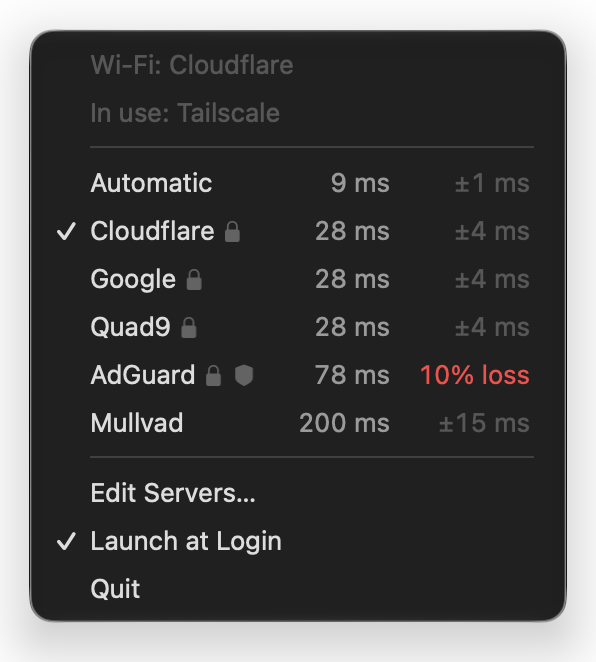 Wi-Fi: Cloudflare
In use: Tailscale
Automatic 9 ms ±1 ms
Cloudflare 28 ms ±4 ms
Google 28 ms ±4 ms
Quad9 28 ms ±4 ms
AdGuard 78 ms 10% loss
Mullvad 200 ms ±15 ms
Edit Servers...
Launch at Login
Quit